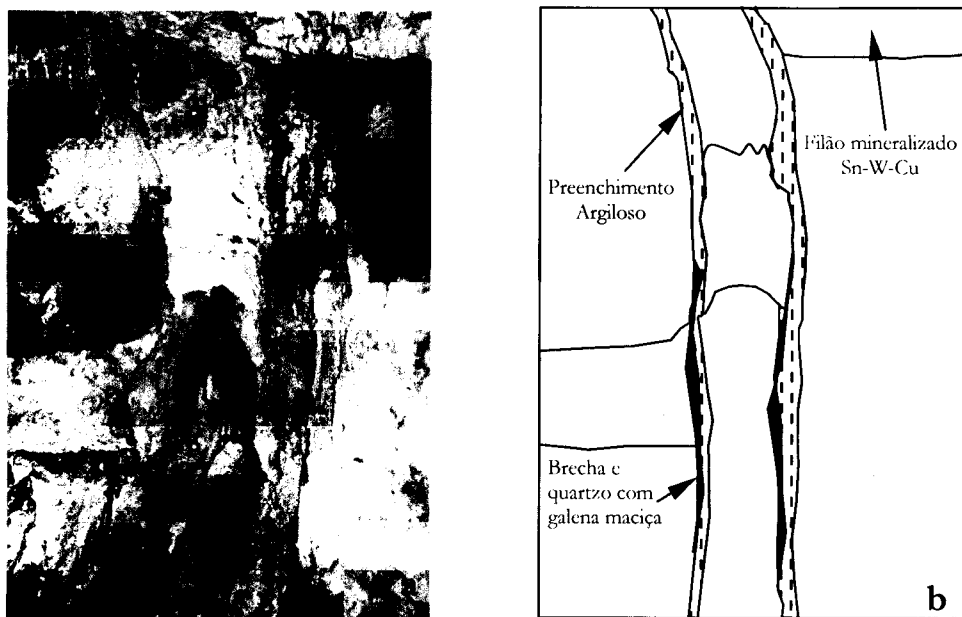 Filão mineralizado
Sn-W-Cu
Preenchimento
Argiloso
Brecha e
quartzo com
galena maciça
b